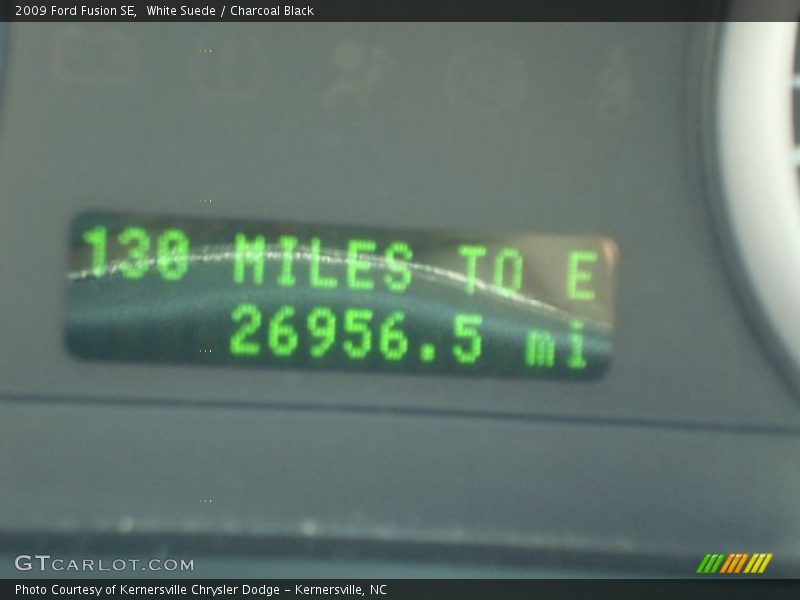 2009 Ford Fusion SE,  White Suede / Charcoal Black
130 MILES TO E
26956.5 mi
GTCARLOT.COM
Photo Courtesy of Kernersville Chrysler Dodge - Kernersville, NC